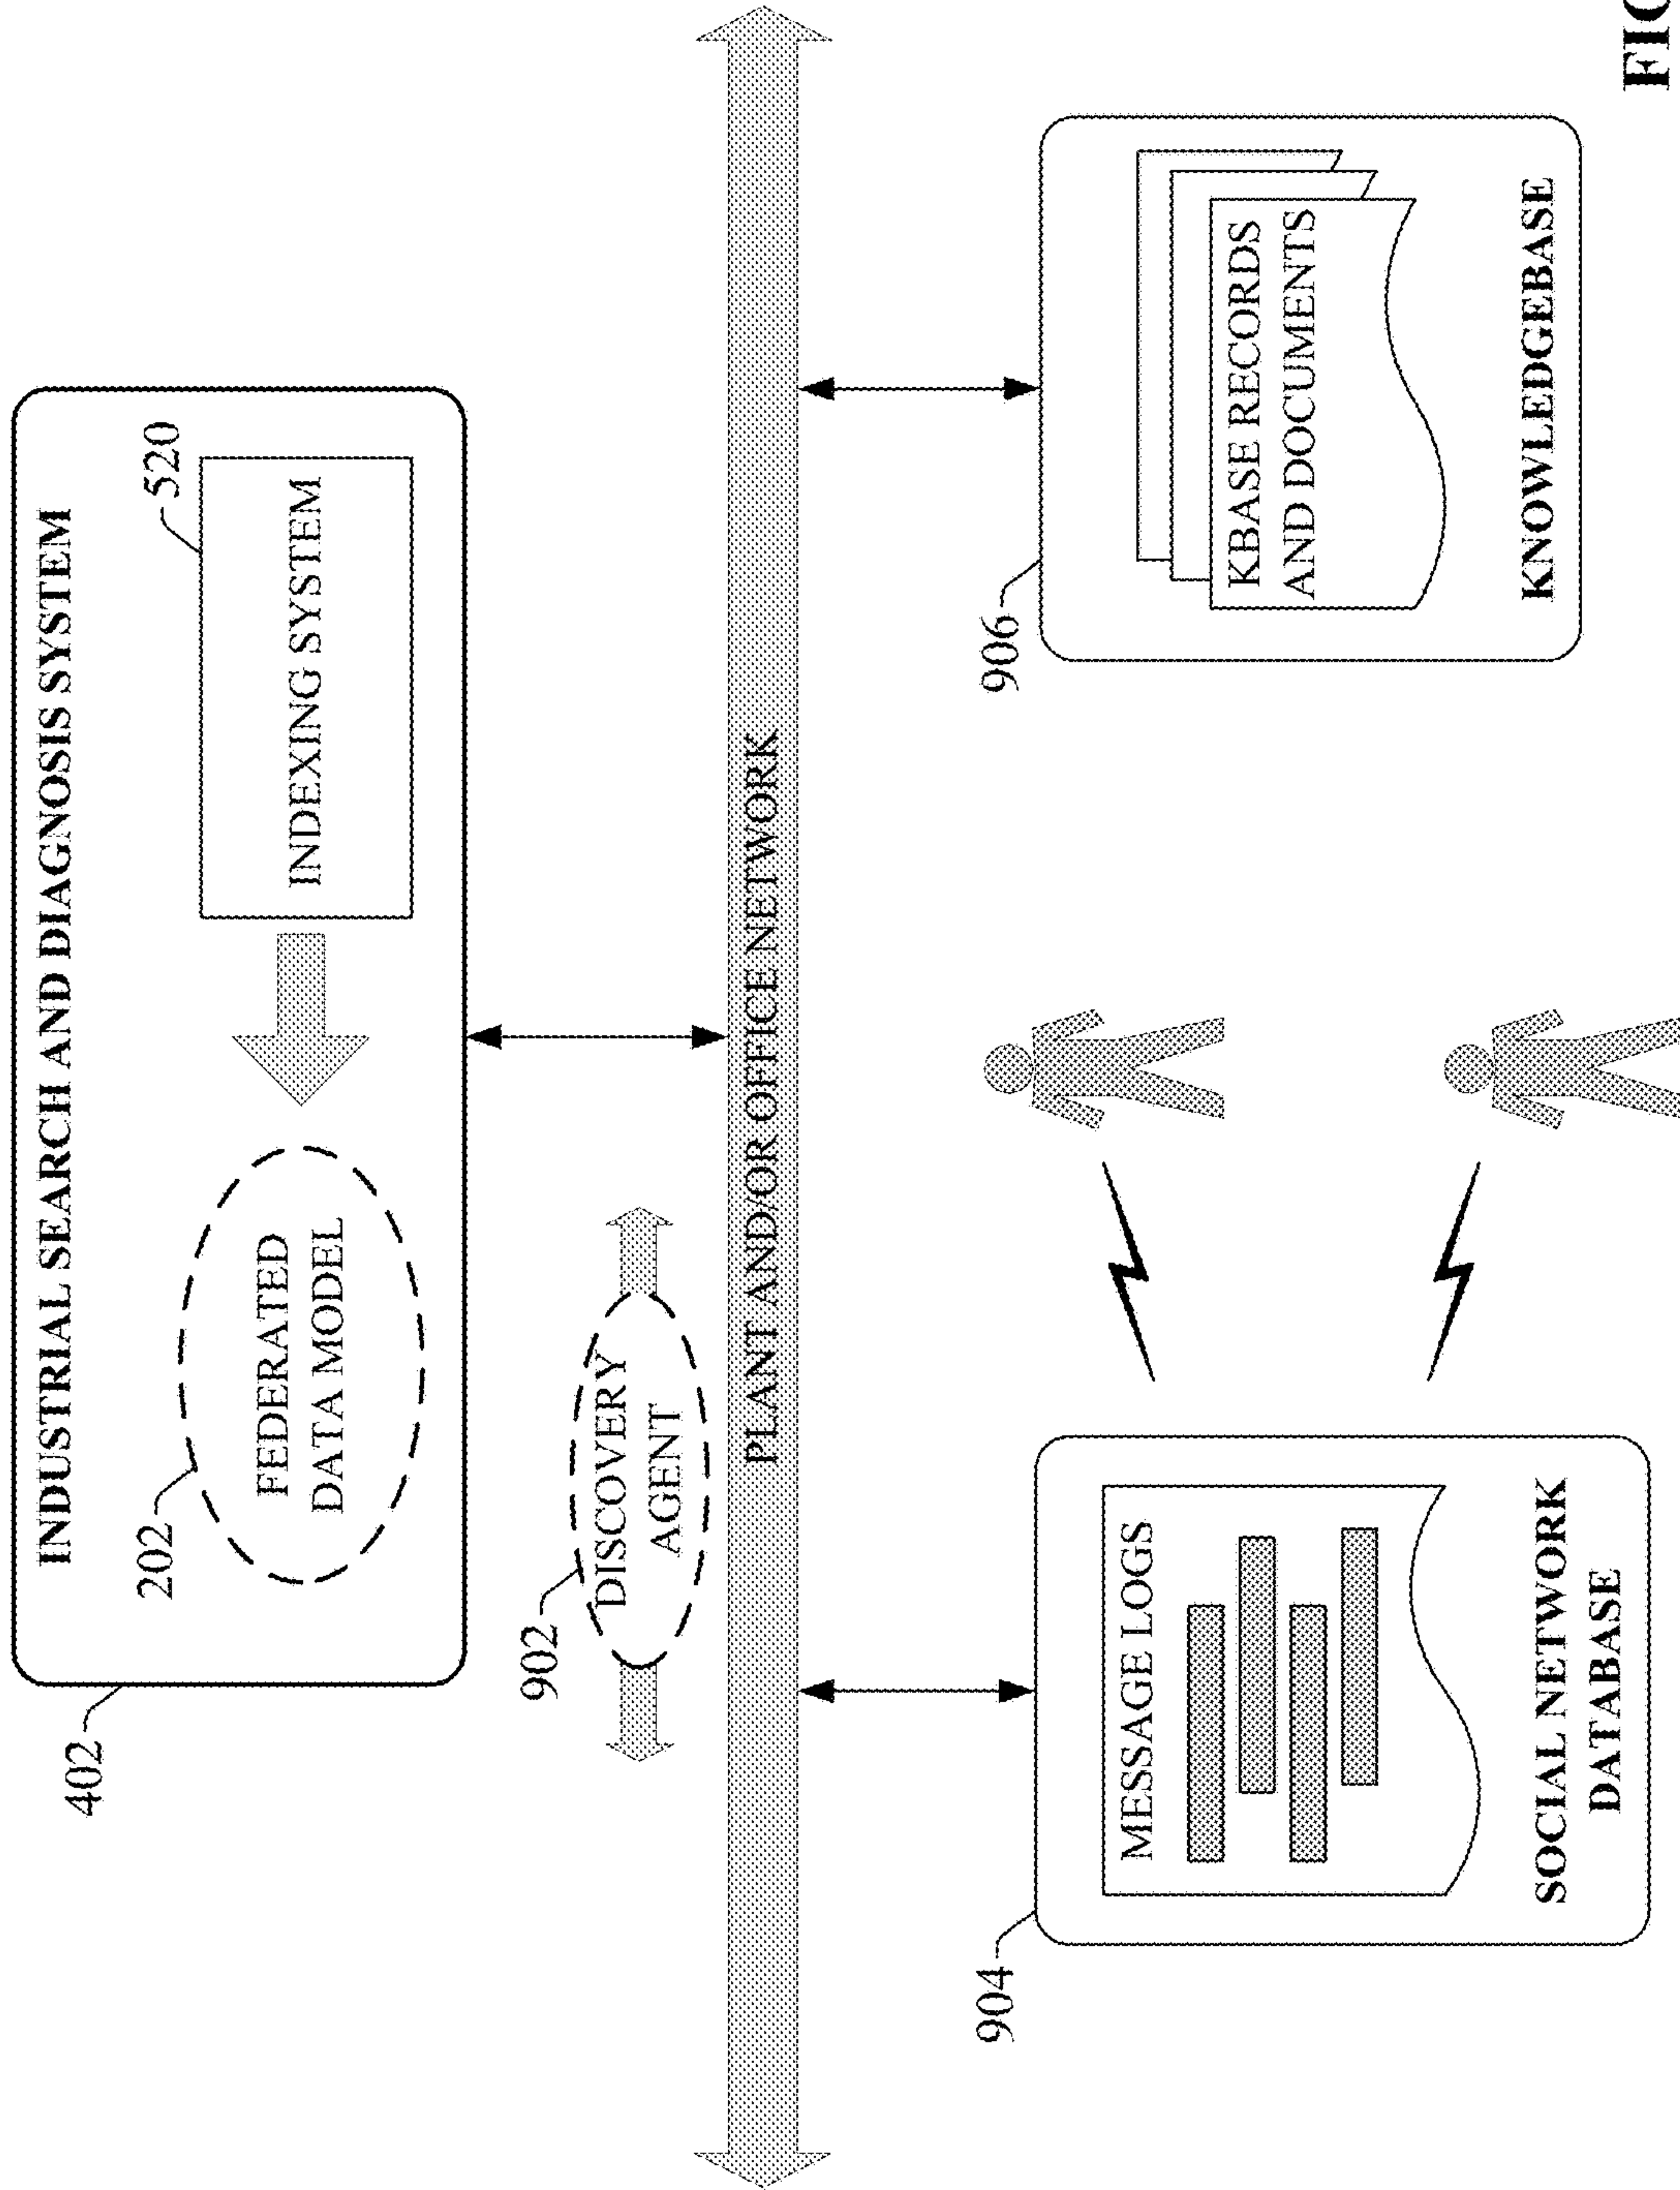 INDUSTRIAL SEARCH AND DIAGNOSIS SYSTEM
402
202
FEDERATED
DATA MODEL
520
INDEXING SYSTEM
902
DISCOVERY
AGENT
PLANT AND/OR OFFICE NETWORK
904
MESSAGE LOGS
SOCIAL NETWORK
DATABASE
906
KBASE RECORDS
AND DOCUMENTS
KNOWLEDGEBASE